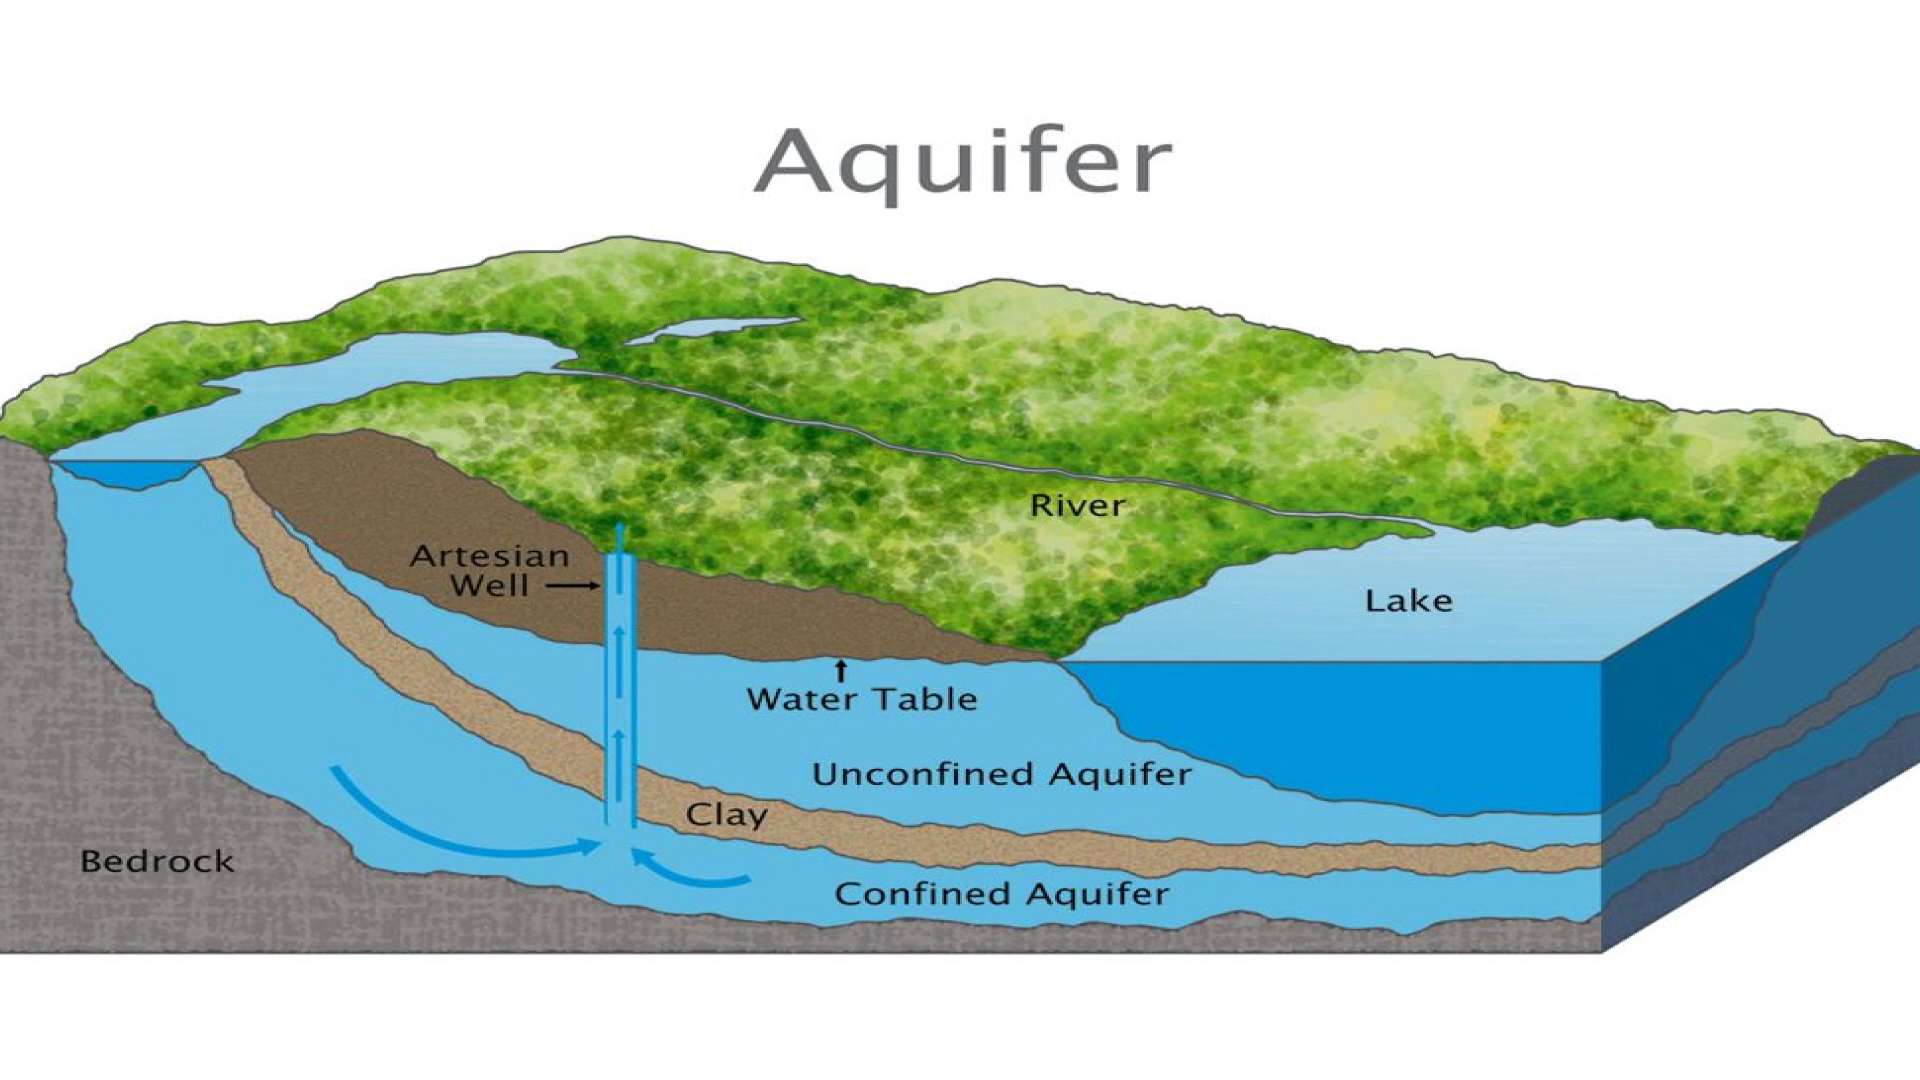 Aquifer
River
Artesian
Well
Lake
Water Table
Unconfined Aquifer
Clay
Bedrock
Confined Aquifer